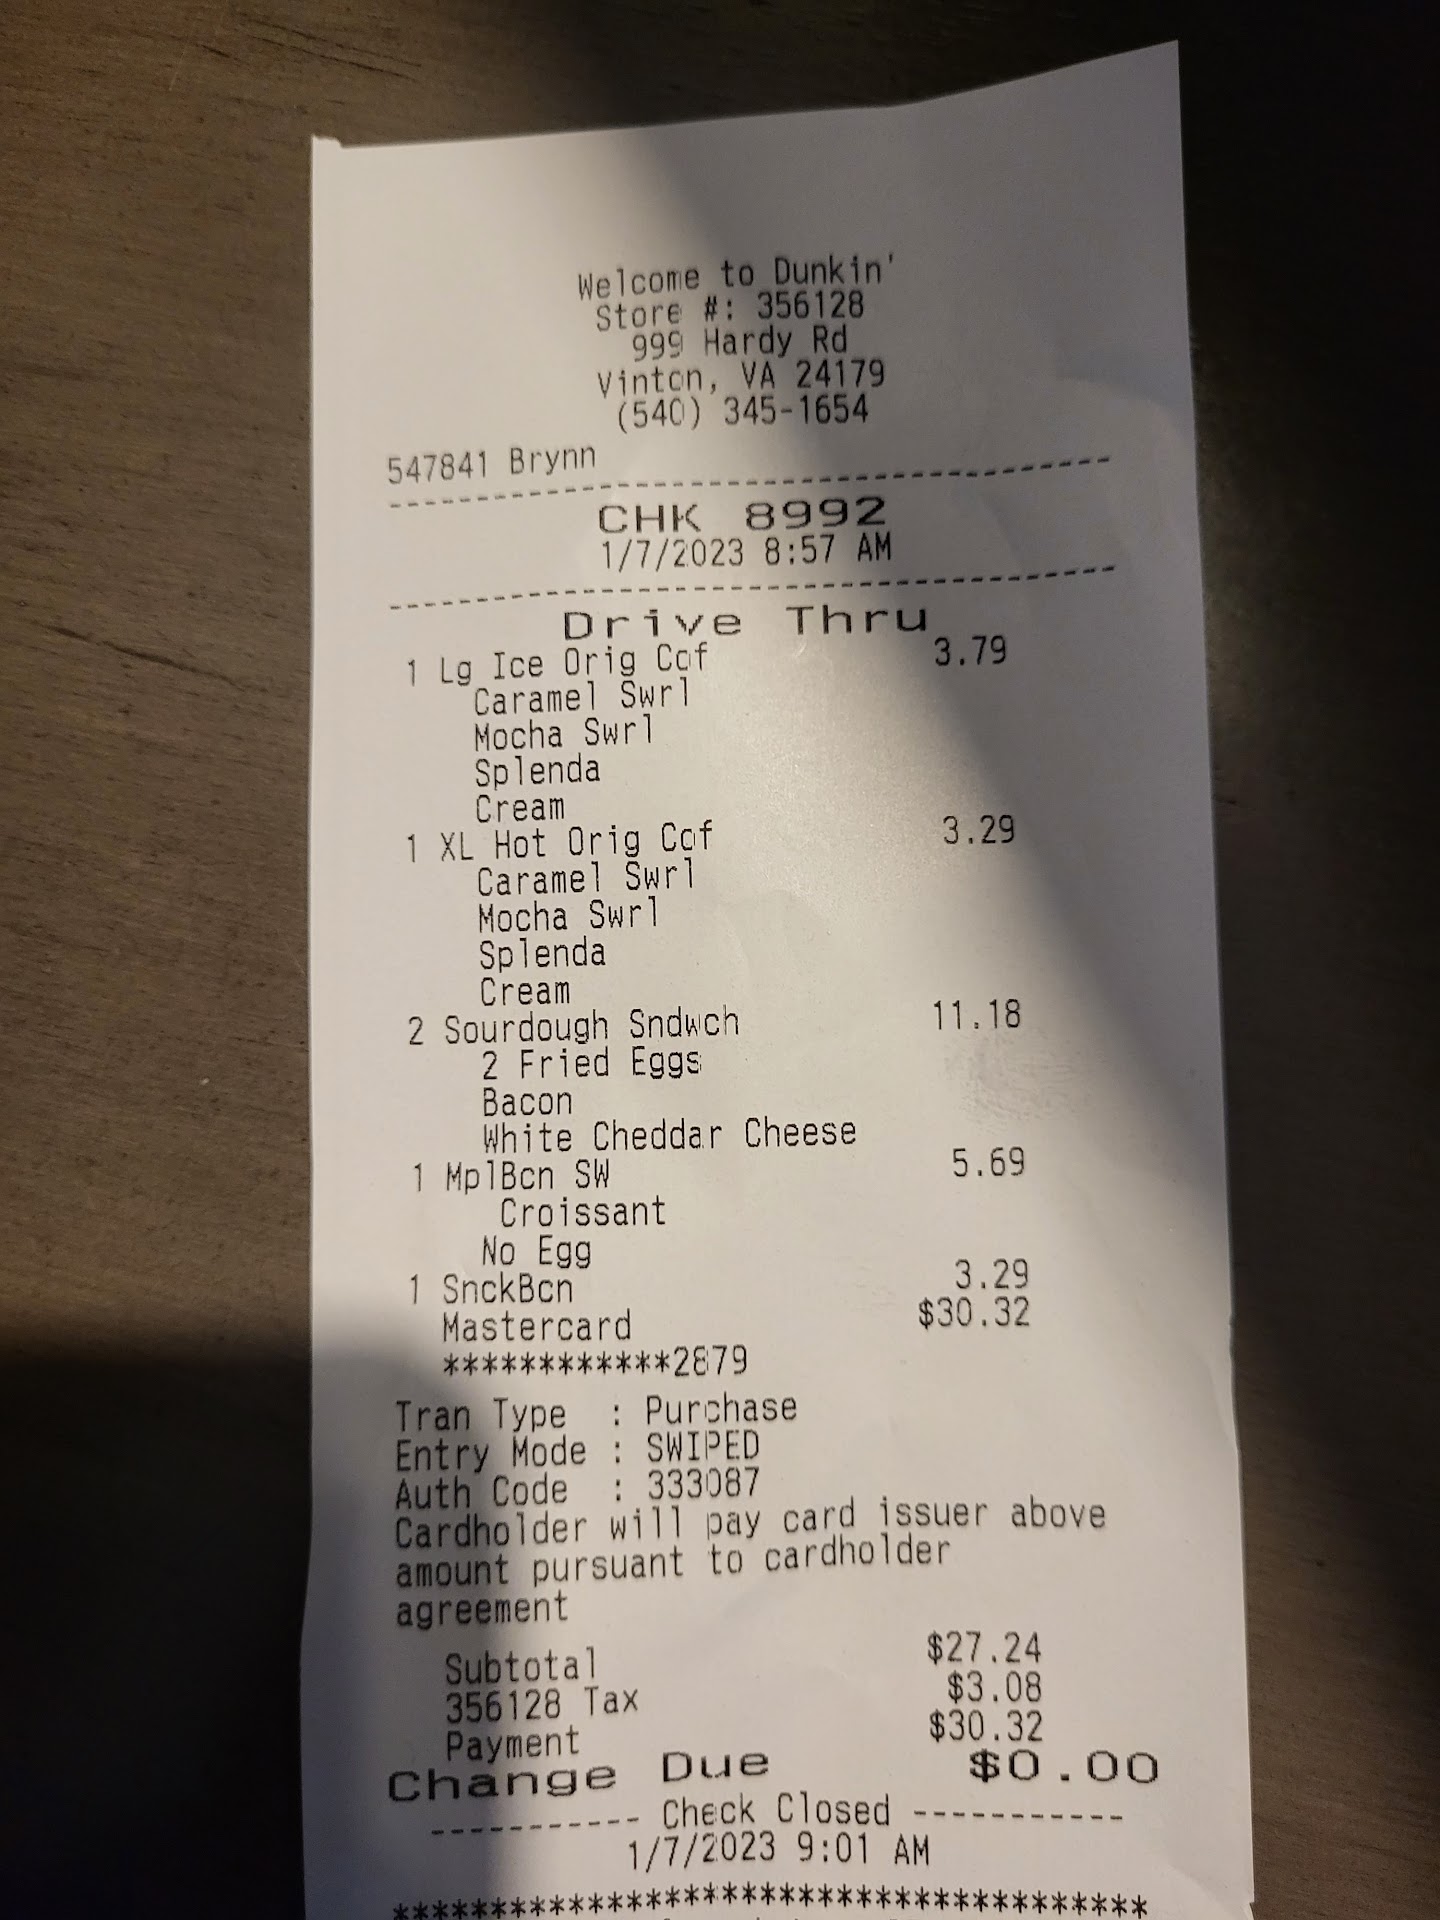 Welcome to Dunkin'
Store #: 356128
999 Hardy Rd
Vinton, VA 24179
(540) 345-1654
547841 Brynn
----------------------------------------
CHK 8992
1/7/2023 8:57 AM
----------------------------------------
Drive Thru
1 Lg Ice Orig Cof 3.79
Caramel Swrl
Mocha Swrl
Splenda
Cream
1 XL Hot Orig Cof 3.29
Caramel Swrl
Mocha Swrl
Splenda
Cream
2 Sourdough Sndwch 11.18
2 Fried Eggs
Bacon
White Cheddar Cheese
1 MplBcn SW 5.69
Croissant
No Egg
1 SnckBcn 3.29
Mastercard $30.32
************2879
Tran Type : Purchase
Entry Mode : SWIPED
Auth Code : 333087
Cardholder will pay card issuer above
amount pursuant to cardholder
agreement
Subtotal $27.24
356128 Tax $3.08
Payment $30.32
Change Due $0.00
----------- Check Closed -----------
1/7/2023 9:01 AM
***************************************